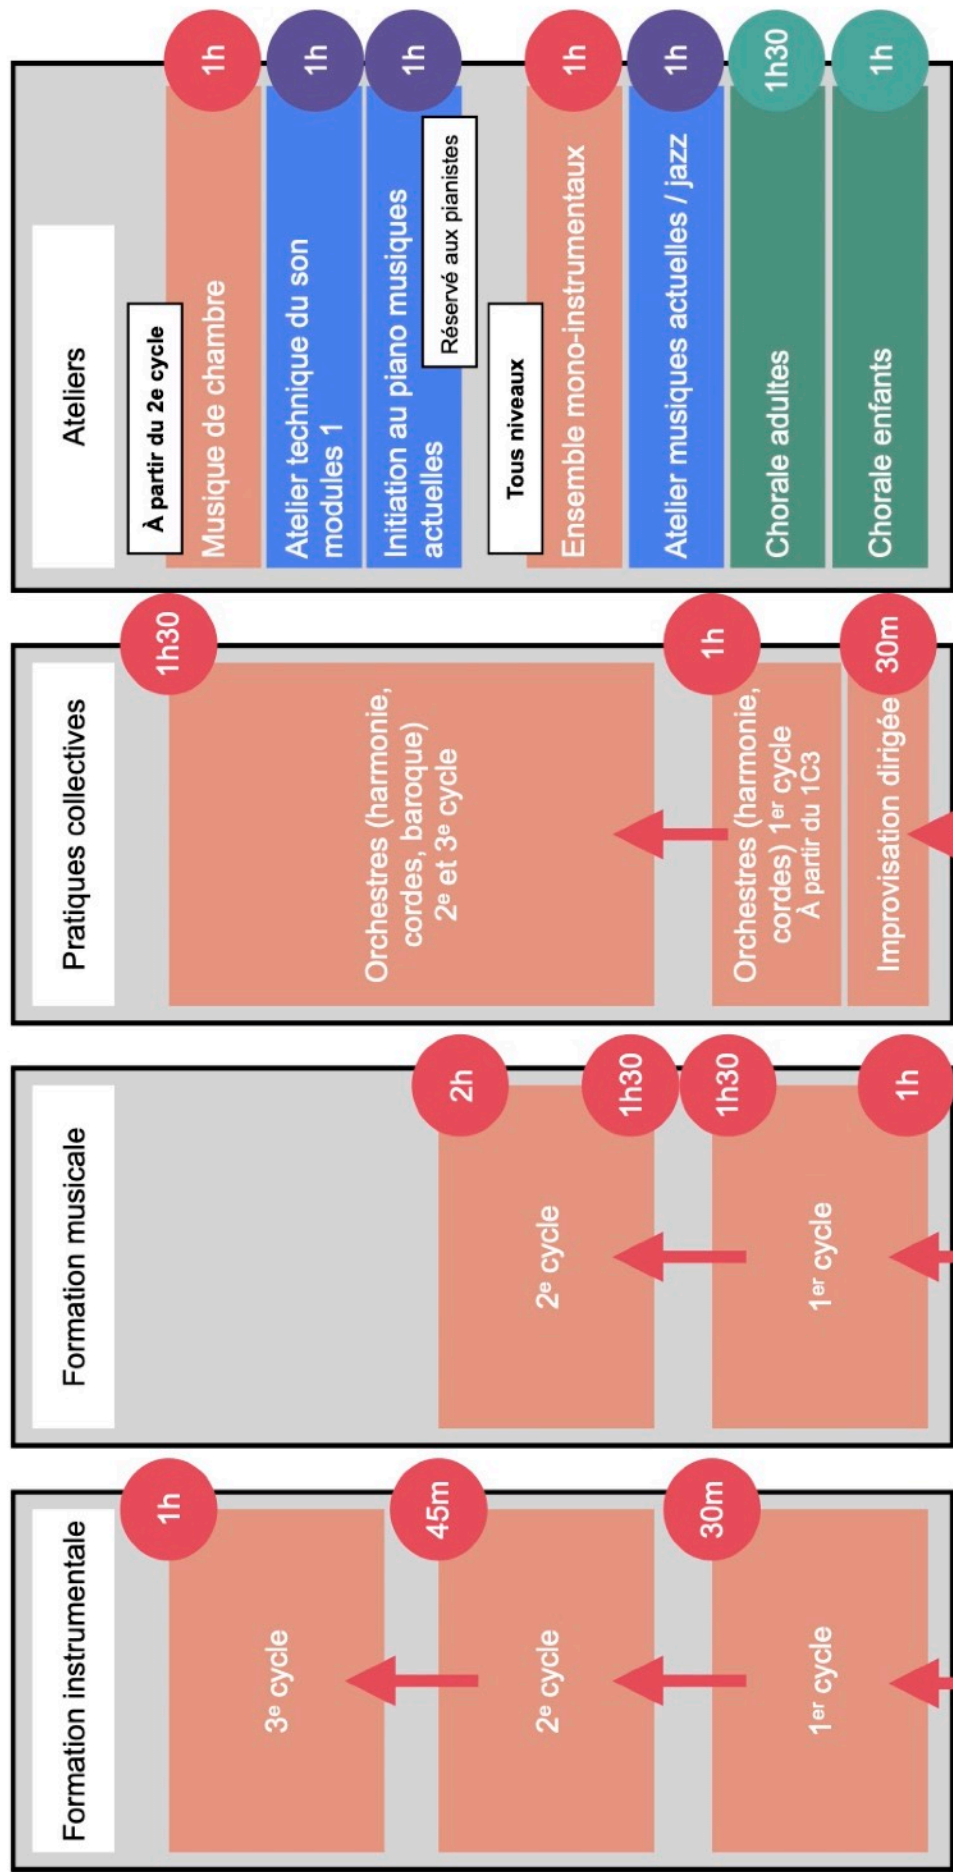 Formation instrumentale
1h
3e cycle
45m
2e cycle
30m
1er cycle
Formation musicale
2h
2e cycle
1h30
1h30
1er cycle
1h
Pratiques collectives
1h30
Orchestres (harmonie,
cordes, baroque)
2e et 3e cycle
1h
Orchestres (harmonie,
cordes) 1er cycle
À partir du 1C3
30m
Improvisation dirigée
Ateliers
À partir du 2e cycle
Musique de chambre
1h
Atelier technique du son
modules 1
1h
Initiation au piano musiques
actuelles
1h
Réservé aux pianistes
Tous niveaux
Ensemble mono-instrumentaux
1h
Atelier musiques actuelles / jazz
1h
Chorale adultes
1h30
Chorale enfants
1h